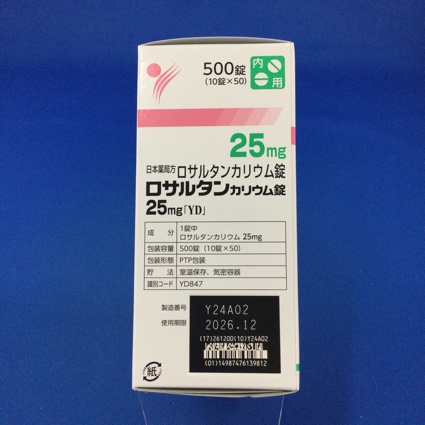 500錠
(10錠×50)
内
用
25mg
日本薬局方 ロサルタンカリウム錠
ロサルタンカリウム錠
25mg「YD」
成 分 1錠中
ロサルタンカリウム 25mg
包装容量 500錠(10錠×50)
包装形態 PTP包装
貯 法 室温保存、気密容器
識別コード YD847
製造番号 Y24A02
使用期限 2026.12
(17)261200(10)Y24A02
(01)14987476139812
紙